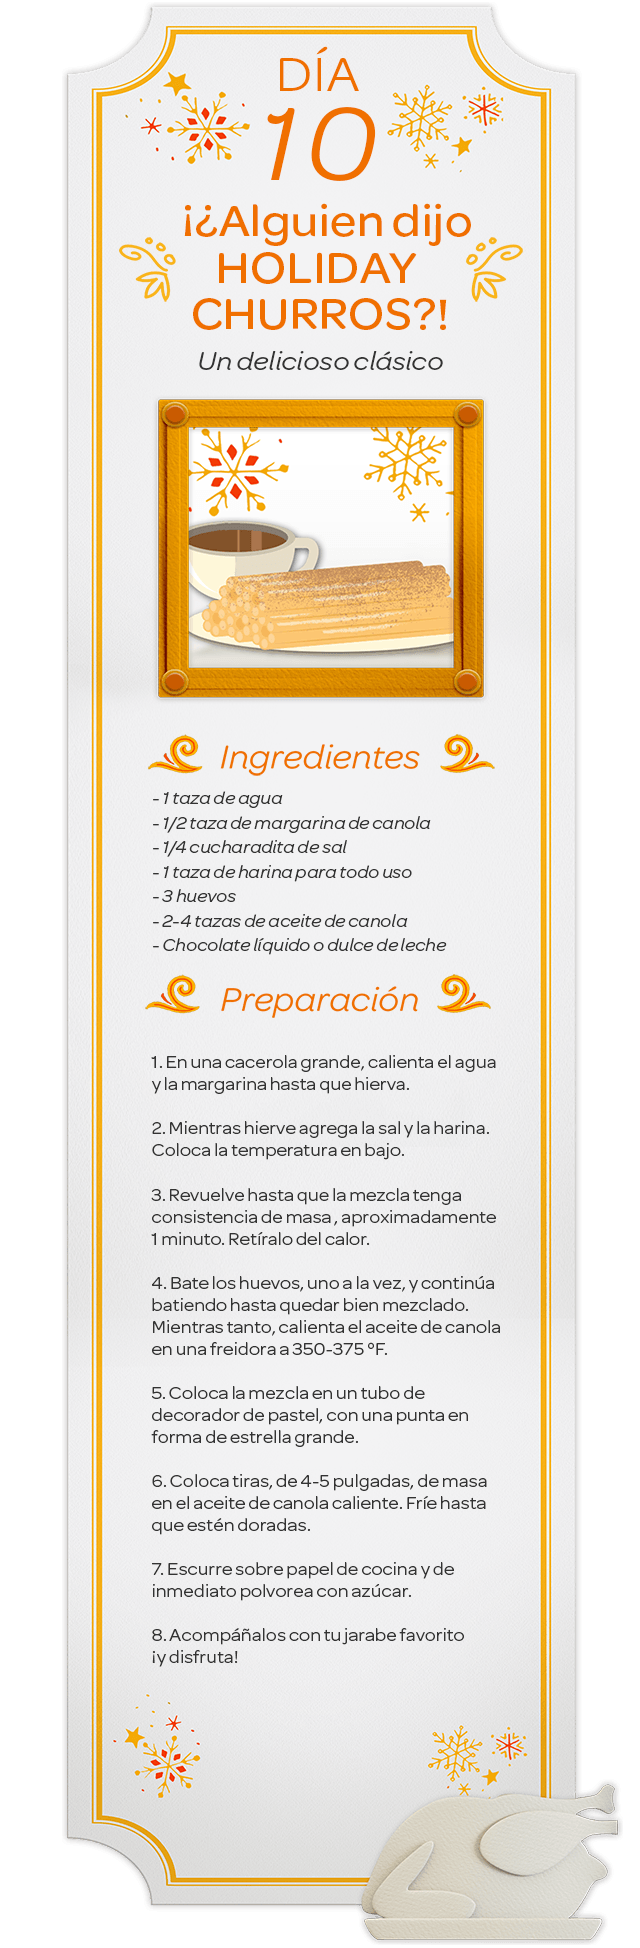 DÍA
10
¡¿Alguien dijo
HOLIDAY
CHURROS?!
Un delicioso clásico
Ingredientes
- 1 taza de agua
- 1/2 taza de margarina de canola
- 1/4 cucharadita de sal
- 1 taza de harina para todo uso
- 3 huevos
- 2-4 tazas de aceite de canola
- Chocolate líquido o dulce de leche
Preparación
1. En una cacerola grande, calienta el agua
y la margarina hasta que hierva.
2. Mientras hierve agrega la sal y la harina.
Coloca la temperatura en bajo.
3. Revuelve hasta que la mezcla tenga
consistencia de masa , aproximadamente
1 minuto. Retíralo del calor.
4. Bate los huevos, uno a la vez, y continúa
batiendo hasta quedar bien mezclado.
Mientras tanto, calienta el aceite de canola
en una freidora a 350-375 °F.
5. Coloca la mezcla en un tubo de
decorador de pastel, con una punta en
forma de estrella grande.
6. Coloca tiras, de 4-5 pulgadas, de masa
en el aceite de canola caliente. Fríe hasta
que estén doradas.
7. Escurre sobre papel de cocina y de
inmediato polvorea con azúcar.
8. Acompáñalos con tu jarabe favorito
¡y disfruta!